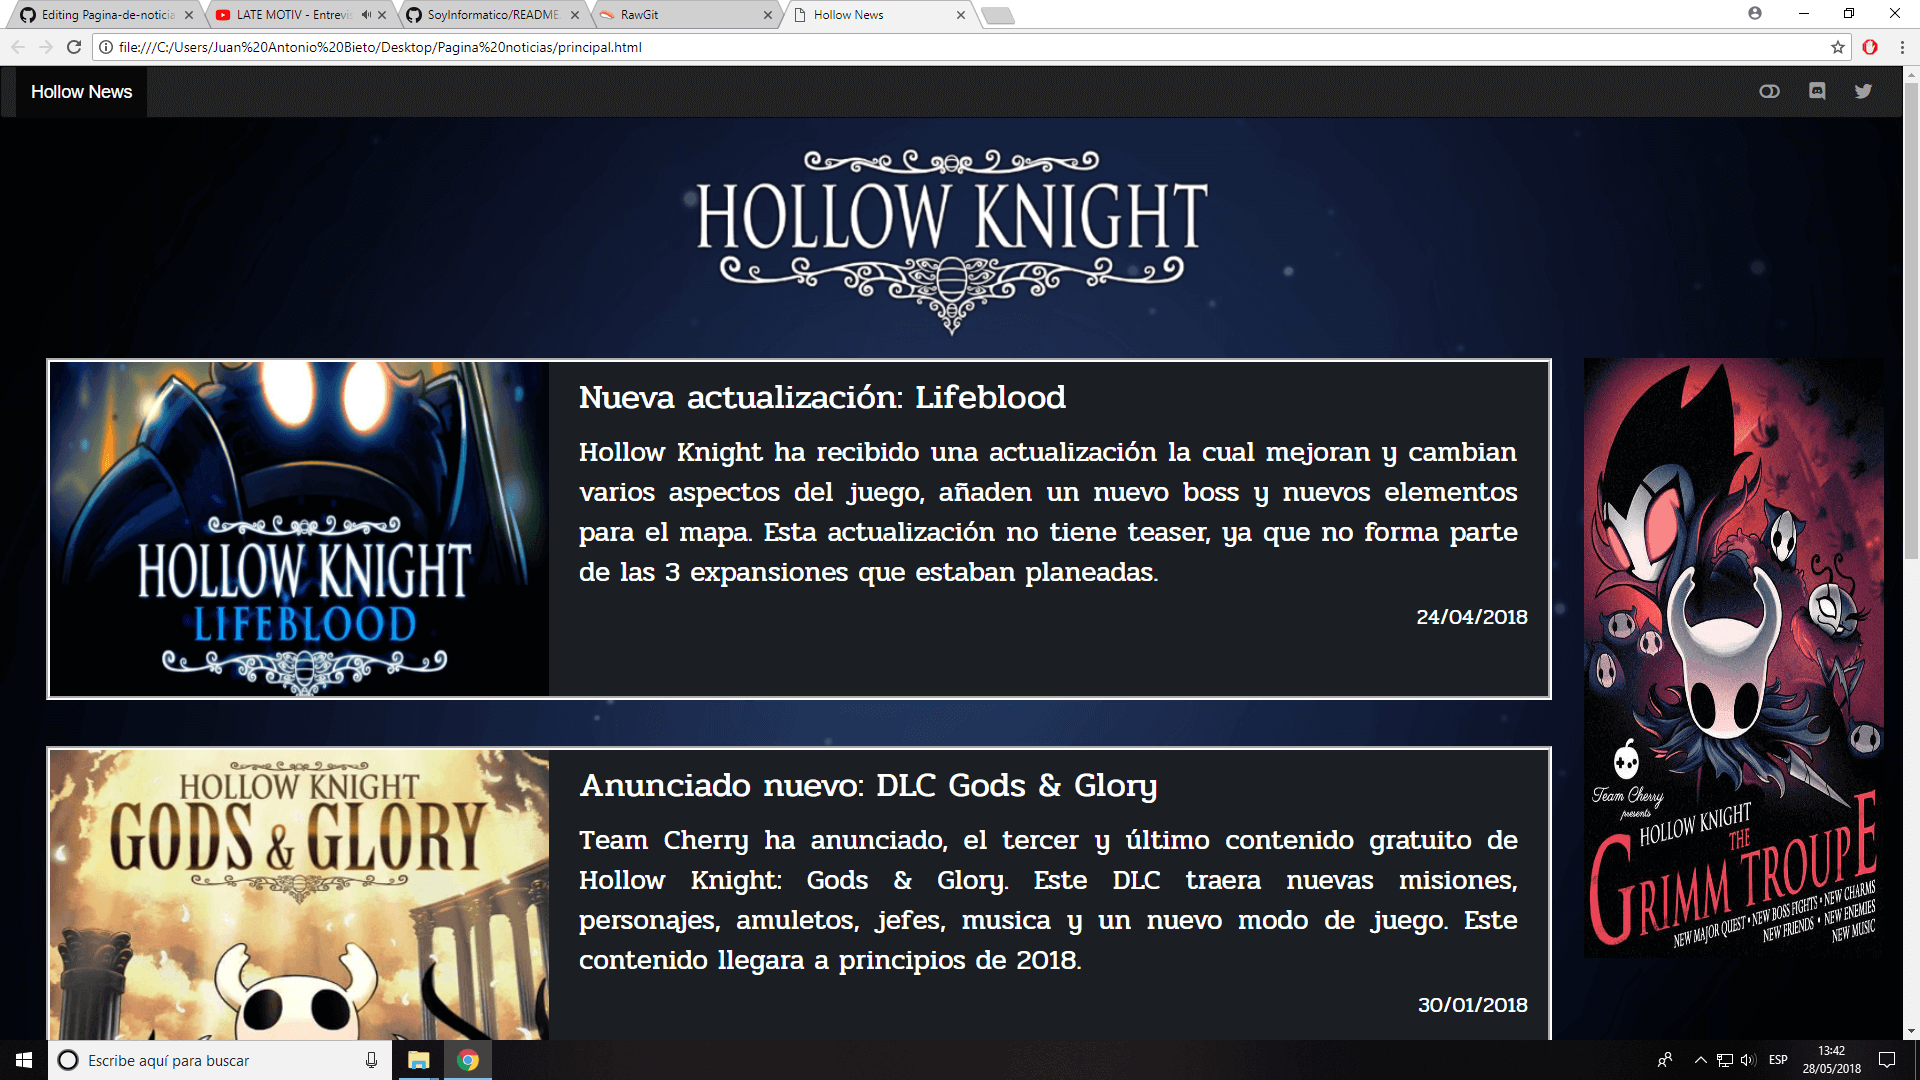 Editing Pagina-de-noticia
LATE MOTIV - Entrevis
SoyInformatico/README.
RawGit
Hollow News
file:///C:/Users/Juan%20Antonio%20Bieto/Desktop/Pagina%20noticias/principal.html
Hollow News
HOLLOW KNIGHT
HOLLOW KNIGHT
LIFEBLOOD
Nueva actualización: Lifeblood
Hollow Knight ha recibido una actualización la cual mejoran y cambian
varios aspectos del juego, añaden un nuevo boss y nuevos elementos
para el mapa. Esta actualización no tiene teaser, ya que no forma parte
de las 3 expansiones que estaban planeadas.
24/04/2018
HOLLOW KNIGHT
GODS & GLORY
Anunciado nuevo: DLC Gods & Glory
Team Cherry ha anunciado, el tercer y último contenido gratuito de
Hollow Knight: Gods & Glory. Este DLC traera nuevas misiones,
personajes, amuletos, jefes, musica y un nuevo modo de juego. Este
contenido llegara a principios de 2018.
30/01/2018
Team Cherry
presents
HOLLOW KNIGHT
THE
GRIMM TROUPE
NEW MAJOR QUEST • NEW BOSS FIGHTS • NEW CHARMS
NEW FRIENDS • NEW ENEMIES
NEW MUSIC
Escribe aquí para buscar
ESP
13:42
28/05/2018